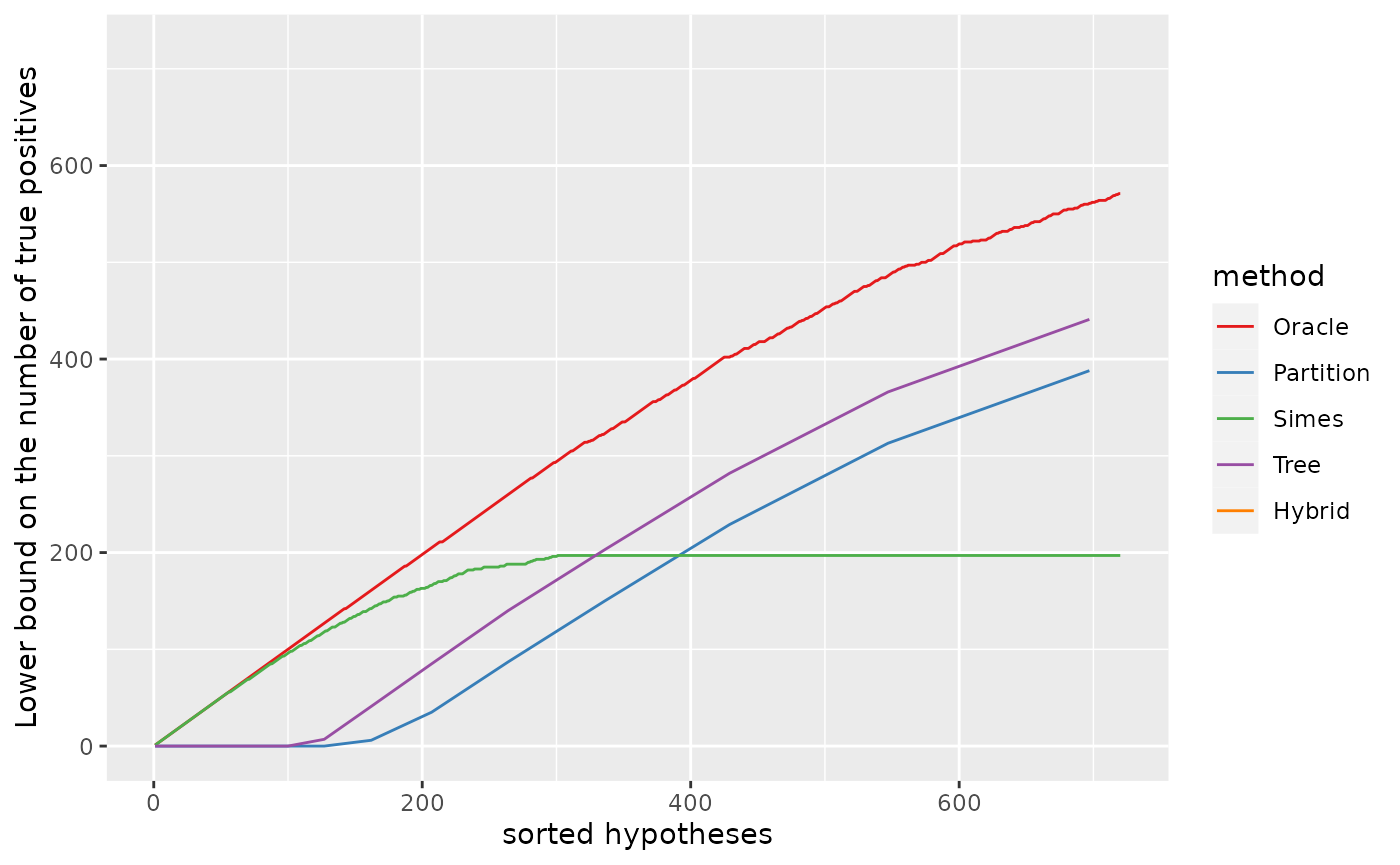 Lower bound on the number of true positives
600
400
200
0
0 200 400 600
sorted hypotheses
method
Oracle
Partition
Simes
Tree
Hybrid